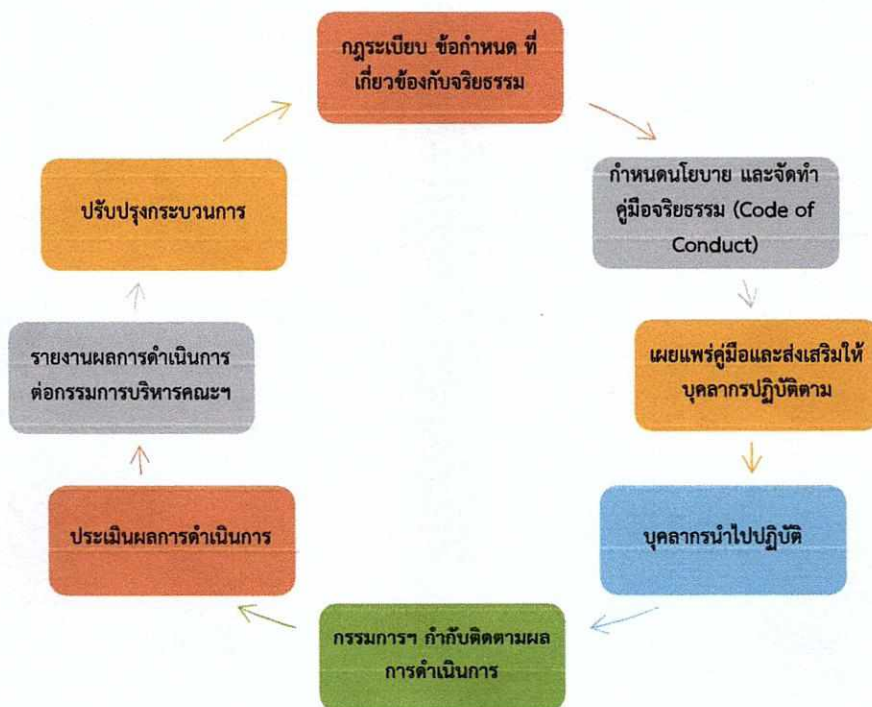 กฎระเบียบ ข้อกำหนด ที่
เกี่ยวข้องกับจริยธรรม
กำหนดนโยบาย และจัดทำ
คู่มือจริยธรรม (Code of
Conduct)
เผยแพร่คู่มือและส่งเสริมให้
บุคลากรปฏิบัติตาม
บุคลากรนำไปปฏิบัติ
กรรมการฯ กำกับติดตามผล
การดำเนินการ
ประเมินผลการดำเนินการ
รายงานผลการดำเนินการ
ต่อกรรมการบริหารคณะฯ
ปรับปรุงกระบวนการ